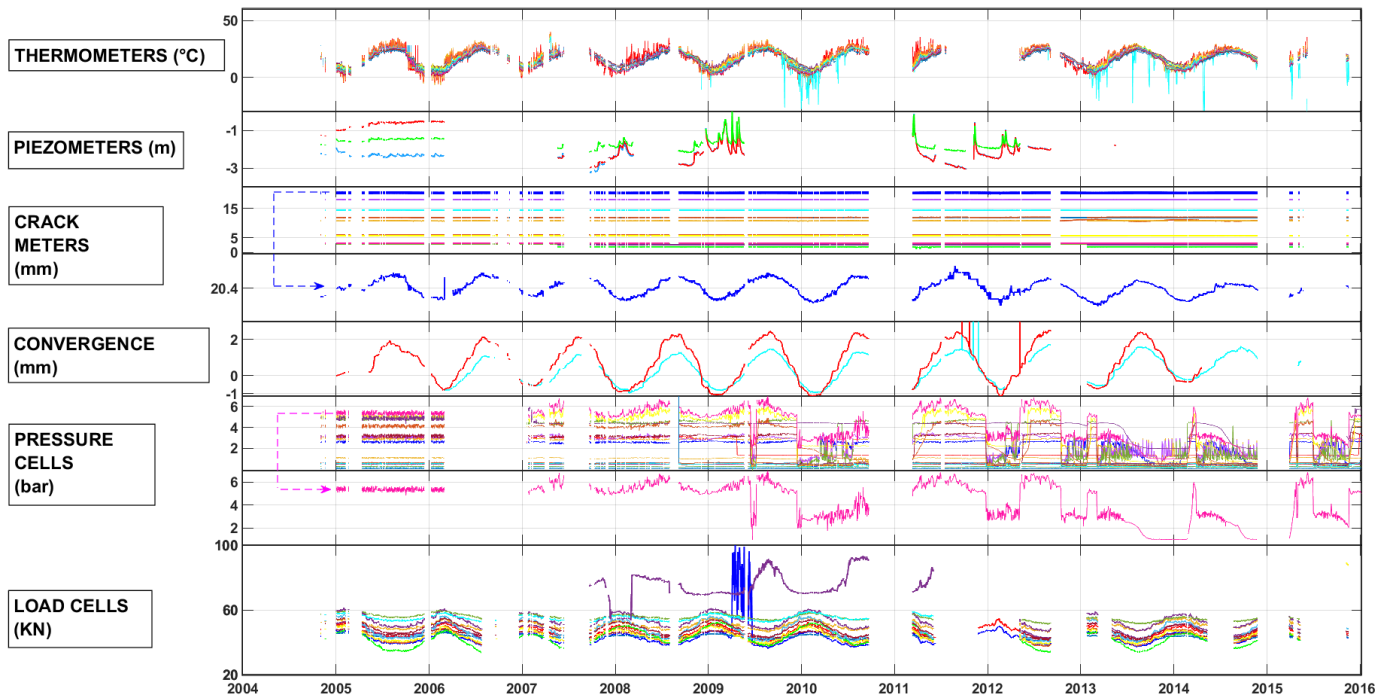 THERMOMETERS (°C)
50
0
PIEZOMETERS (m)
-1
-3
CRACK
METERS
(mm)
15
5
0
20.4
CONVERGENCE
(mm)
2
0
-1
PRESSURE
CELLS
(bar)
6
4
2
6
4
2
LOAD CELLS
(KN)
100
60
20
2004 2005 2006 2007 2008 2009 2010 2011 2012 2013 2014 2015 2016